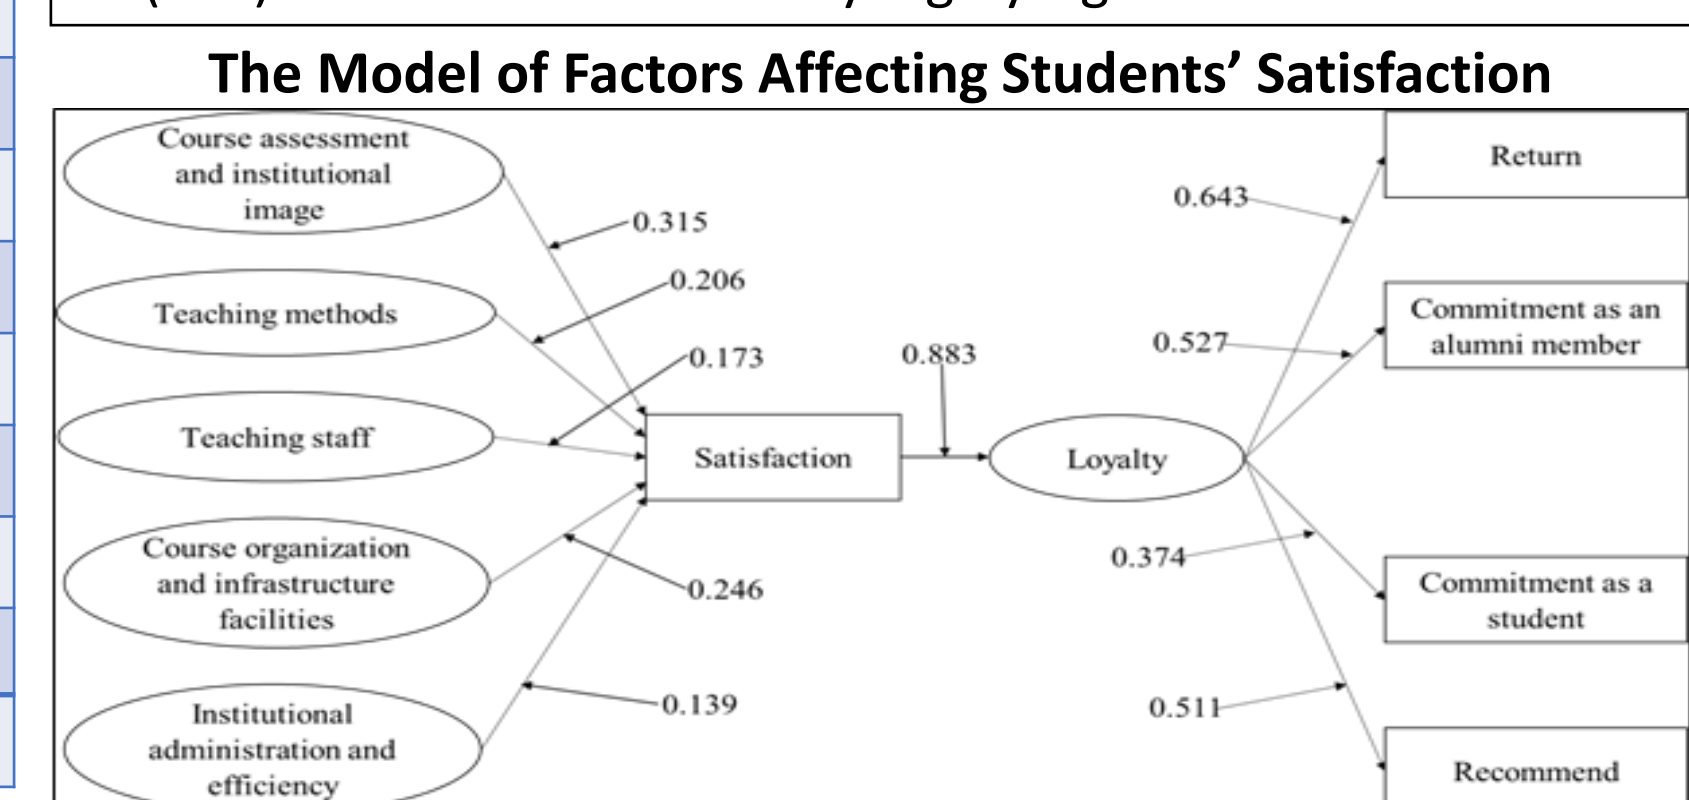 The Model of Factors Affecting Students’ Satisfaction
Course assessment
and institutional
image
0.315
Teaching methods
0.206
Teaching staff
0.173
Course organization
and infrastructure
facilities
0.246
Institutional
administration and
efficiency
0.139
Satisfaction
0.883
Loyalty
0.643
Return
0.527
Commitment as an
alumni member
0.374
Commitment as a
student
0.511
Recommend